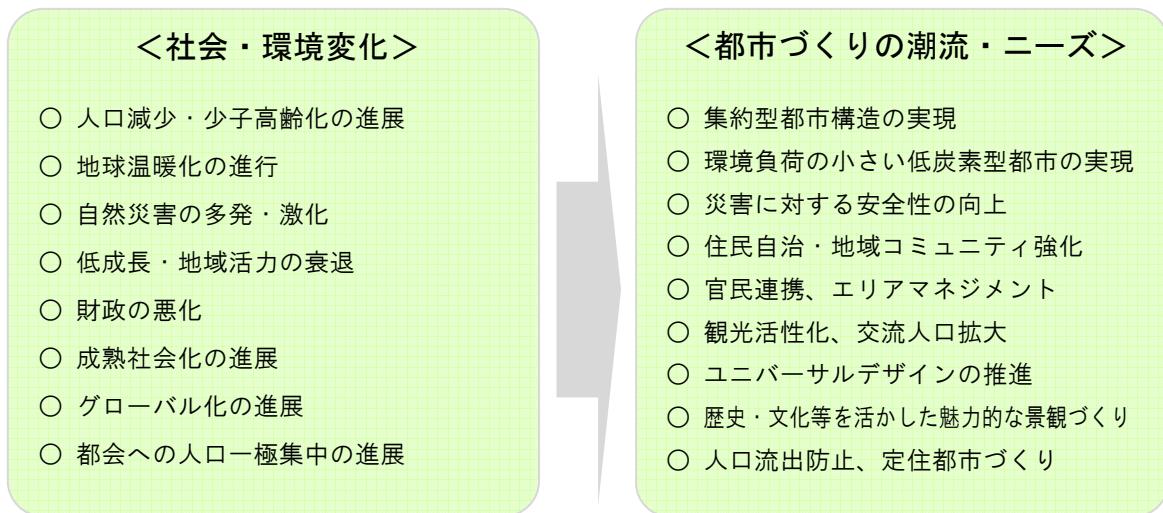 ＜社会・環境変化＞
○ 人口減少・少子高齢化の進展
○ 地球温暖化の進行
○ 自然災害の多発・激化
○ 低成長・地域活力の衰退
○ 財政の悪化
○ 成熟社会化の進展
○ グローバル化の進展
○ 都会への人口一極集中の進展
＜都市づくりの潮流・ニーズ＞
○ 集約型都市構造の実現
○ 環境負荷の小さい低炭素型都市の実現
○ 災害に対する安全性の向上
○ 住民自治・地域コミュニティ強化
○ 官民連携、エリアマネジメント
○ 観光活性化、交流人口拡大
○ ユニバーサルデザインの推進
○ 歴史・文化等を活かした魅力的な景観づくり
○ 人口流出防止、定住都市づくり